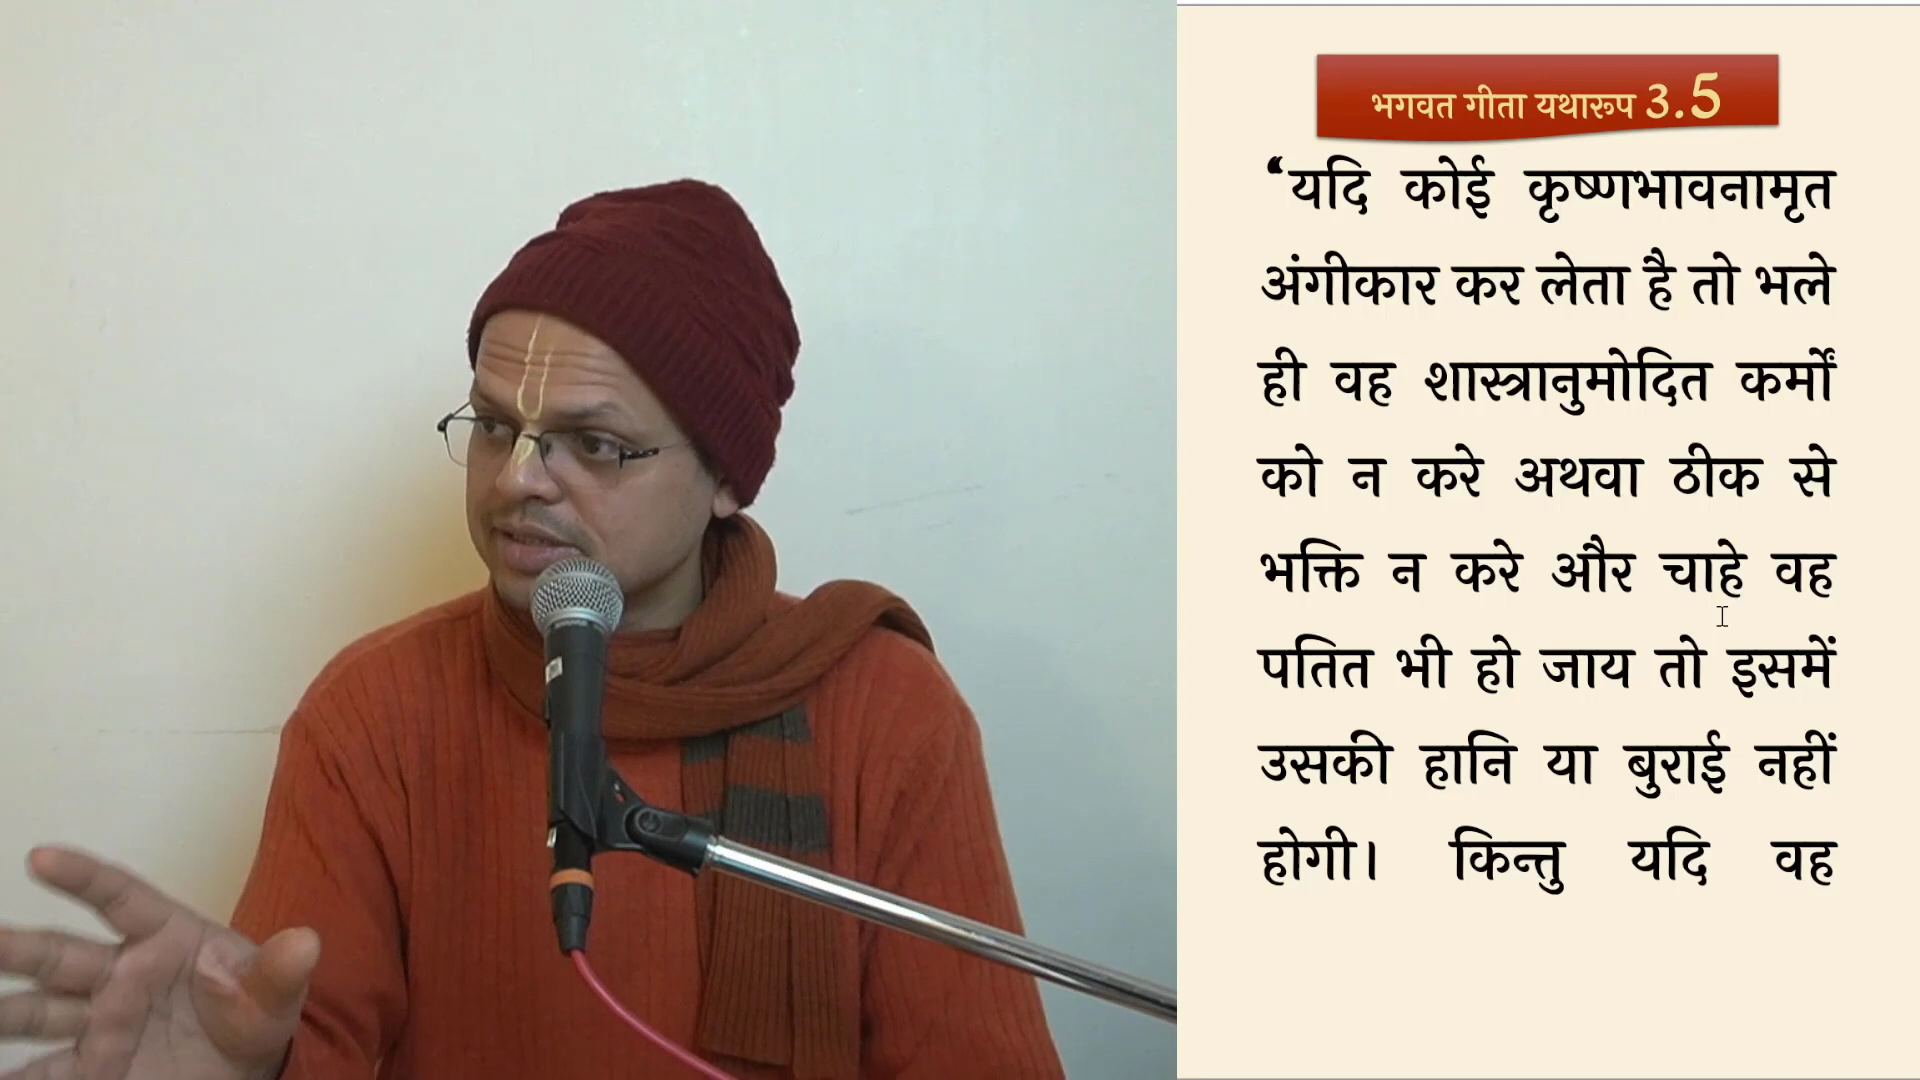 भगवत गीता यथारूप 3.5
“यदि कोई कृष्णभावनामृत
अंगीकार कर लेता है तो भले
ही वह शास्त्रानुमोदित कर्मों
को न करे अथवा ठीक से
भक्ति न करे और चाहे वह
पतित भी हो जाय तो इसमें
उसकी हानि या बुराई नहीं
होगी। किन्तु यदि वह